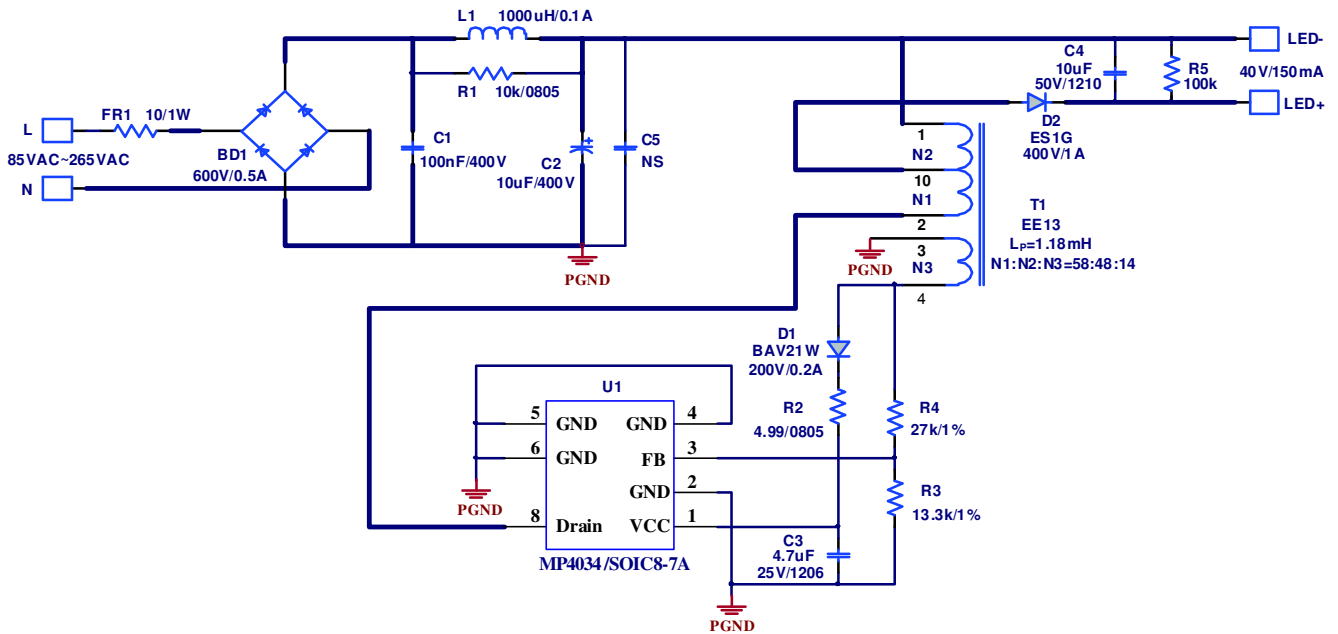 L1 1000uH/0.1A
LED-
C4
10uF
50V/1210
R5
100k
40V/150mA
R1 10k/0805
LED+
FR1 10/1W
L
85VAC~265VAC
N
BD1
600V/0.5A
C1
100nF/400V
C2
10uF/400V
C5
NS
D2
ES1G
400V/1A
1
N2
10
N1
2
3
N3
4
T1
EE13
LP=1.18mH
N1:N2:N3=58:48:14
PGND
PGND
D1
BAV21W
200V/0.2A
U1
R2
4.99/0805
R4
27k/1%
5 GND GND 4
6 GND FB 3
GND 2
8 Drain VCC 1
PGND
R3
13.3k/1%
MP4034/SOIC8-7A
C3
4.7uF
25V/1206
PGND